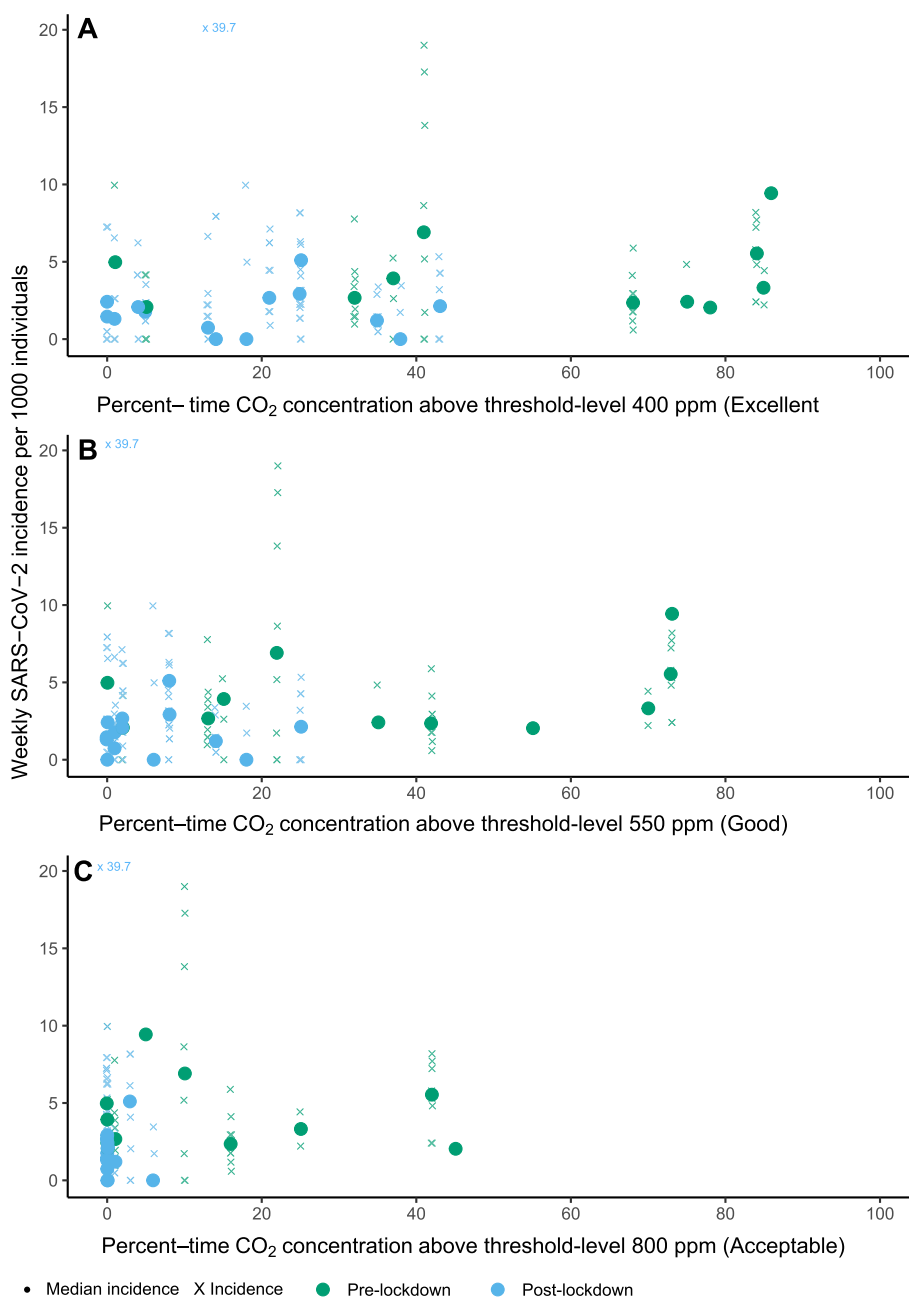 A
x 39.7
20
15
10
5
0
0 20 40 60 80 100
Percent– time CO2 concentration above threshold-level 400 ppm (Excellent
Weekly SARS−CoV−2 incidence per 1000 individuals
B
x 39.7
20
15
10
5
0
0 20 40 60 80 100
Percent–time CO2 concentration above threshold-level 550 ppm (Good)
C
x 39.7
20
15
10
5
0
0 20 40 60 80 100
Percent–time CO2 concentration above threshold-level 800 ppm (Acceptable)
Median incidence X Incidence Pre-lockdown Post-lockdown